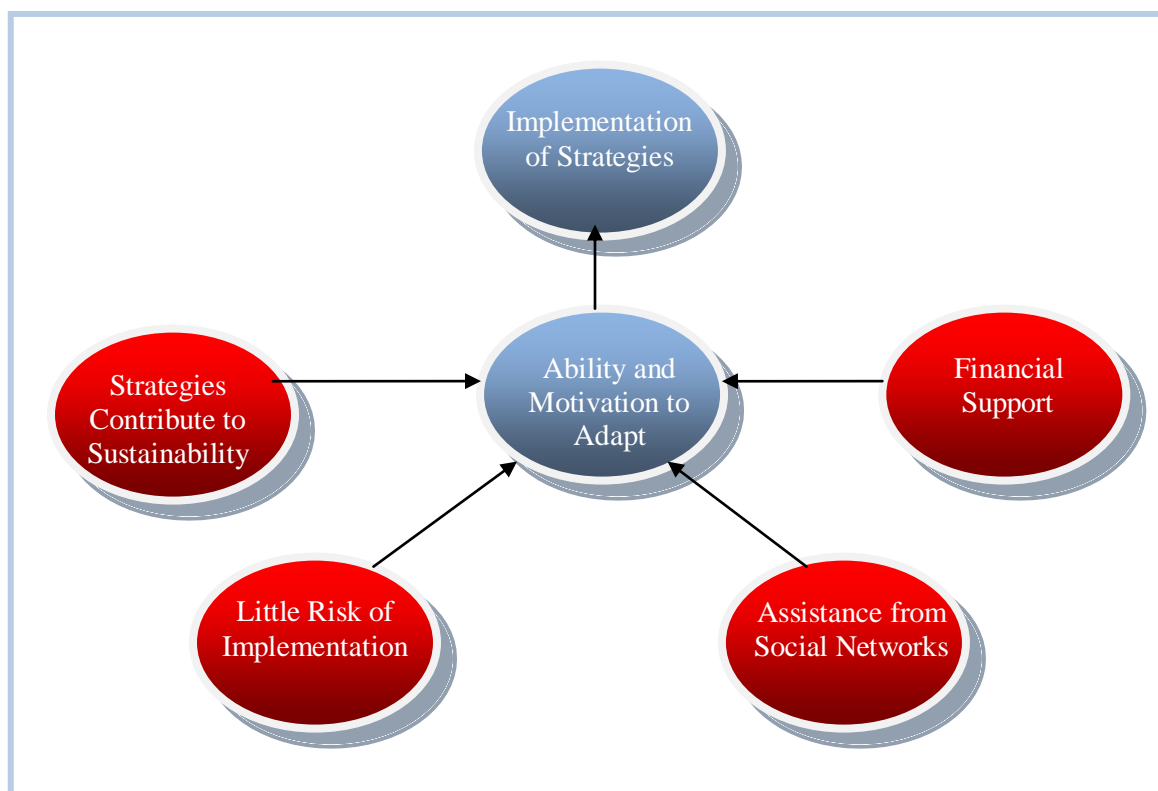 Implementation
of Strategies
Strategies
Contribute to
Sustainability
Ability and
Motivation to
Adapt
Financial
Support
Little Risk of
Implementation
Assistance from
Social Networks